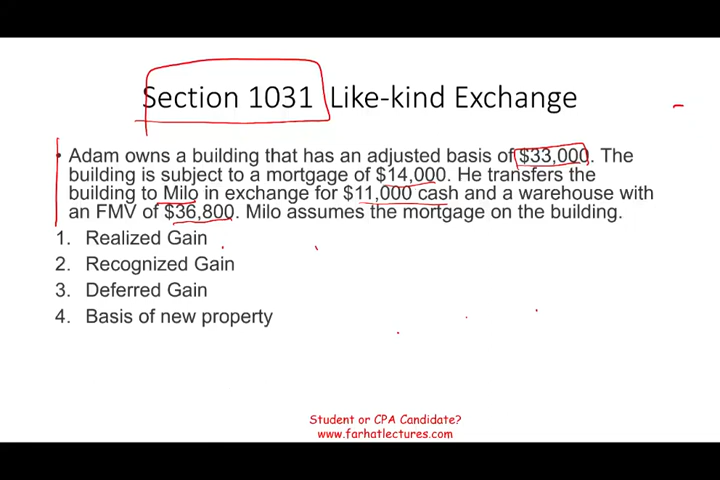 Section 1031 Like-kind Exchange
• Adam owns a building that has an adjusted basis of $33,000. The
building is subject to a mortgage of $14,000. He transfers the
building to Milo in exchange for $11,000 cash and a warehouse with
an FMV of $36,800. Milo assumes the mortgage on the building.
1. Realized Gain
2. Recognized Gain
3. Deferred Gain
4. Basis of new property
Student or CPA Candidate?
www.farhatlectures.com